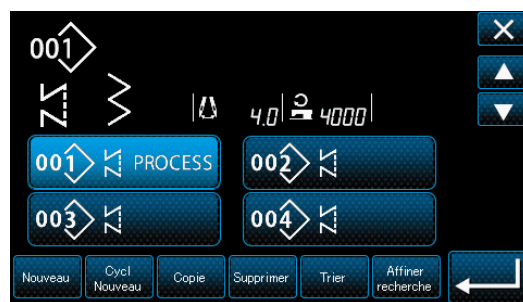 001
4.0 4000
001 PROCESS 002
003 004
Nouveau Cycl Nouveau Copie Supprimer Trier Affiner recherche